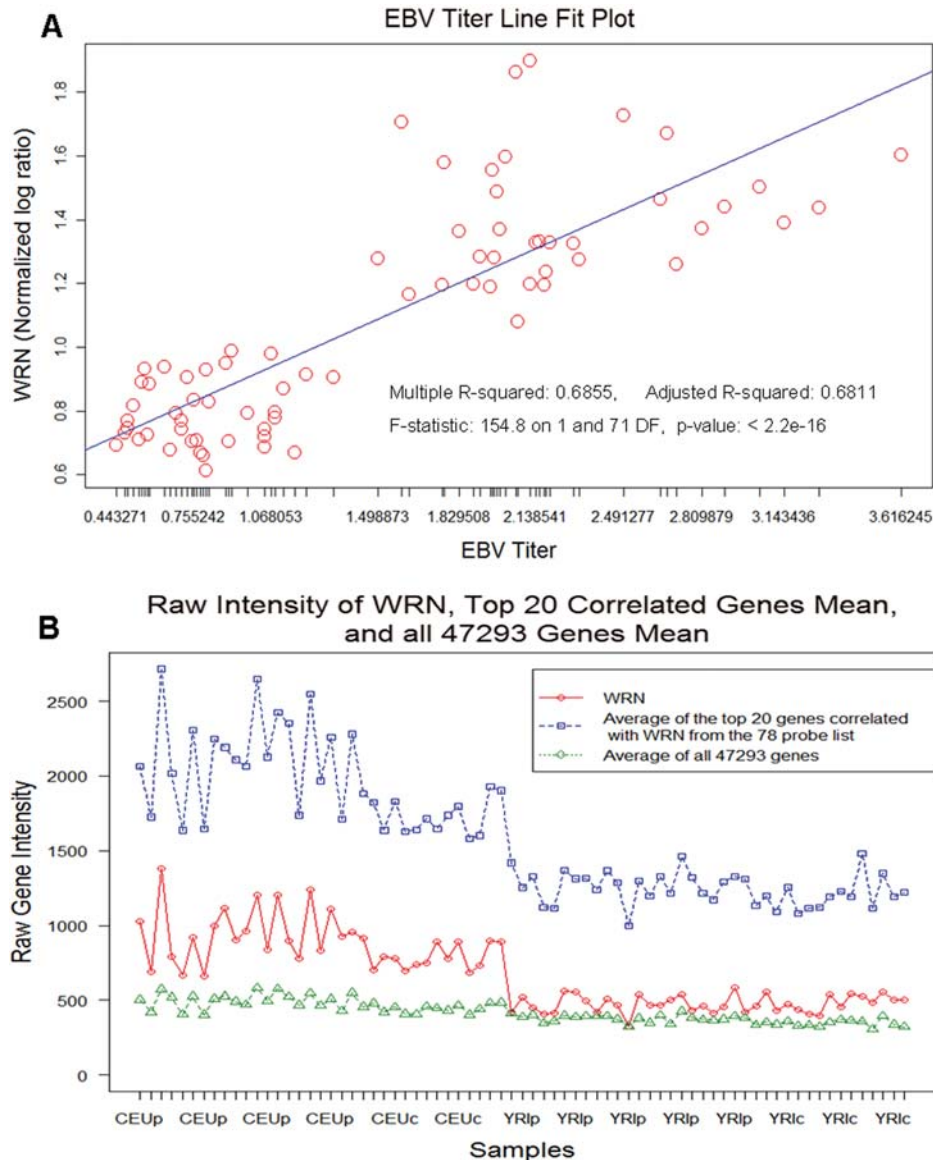 A
EBV Titer Line Fit Plot
WRN (Normalized log ratio)
1.8
1.6
1.4
1.2
1.0
0.8
0.6
Multiple R-squared: 0.6855, Adjusted R-squared: 0.6811
F-statistic: 154.8 on 1 and 71 DF, p-value: < 2.2e-16
0.443271 0.755242 1.068053 1.498873 1.829508 2.138541 2.491277 2.809879 3.143436 3.616245
EBV Titer
B
Raw Intensity of WRN, Top 20 Correlated Genes Mean,
and all 47293 Genes Mean
Raw Gene Intensity
2500
2000
1500
1000
500
0
WRN
Average of the top 20 genes correlated
with WRN from the 78 probe list
Average of all 47293 genes
CEUp CEUp CEUp CEUp CEUc CEUc YRIp YRIp YRIp YRIp YRIc YRIc YRIc
Samples